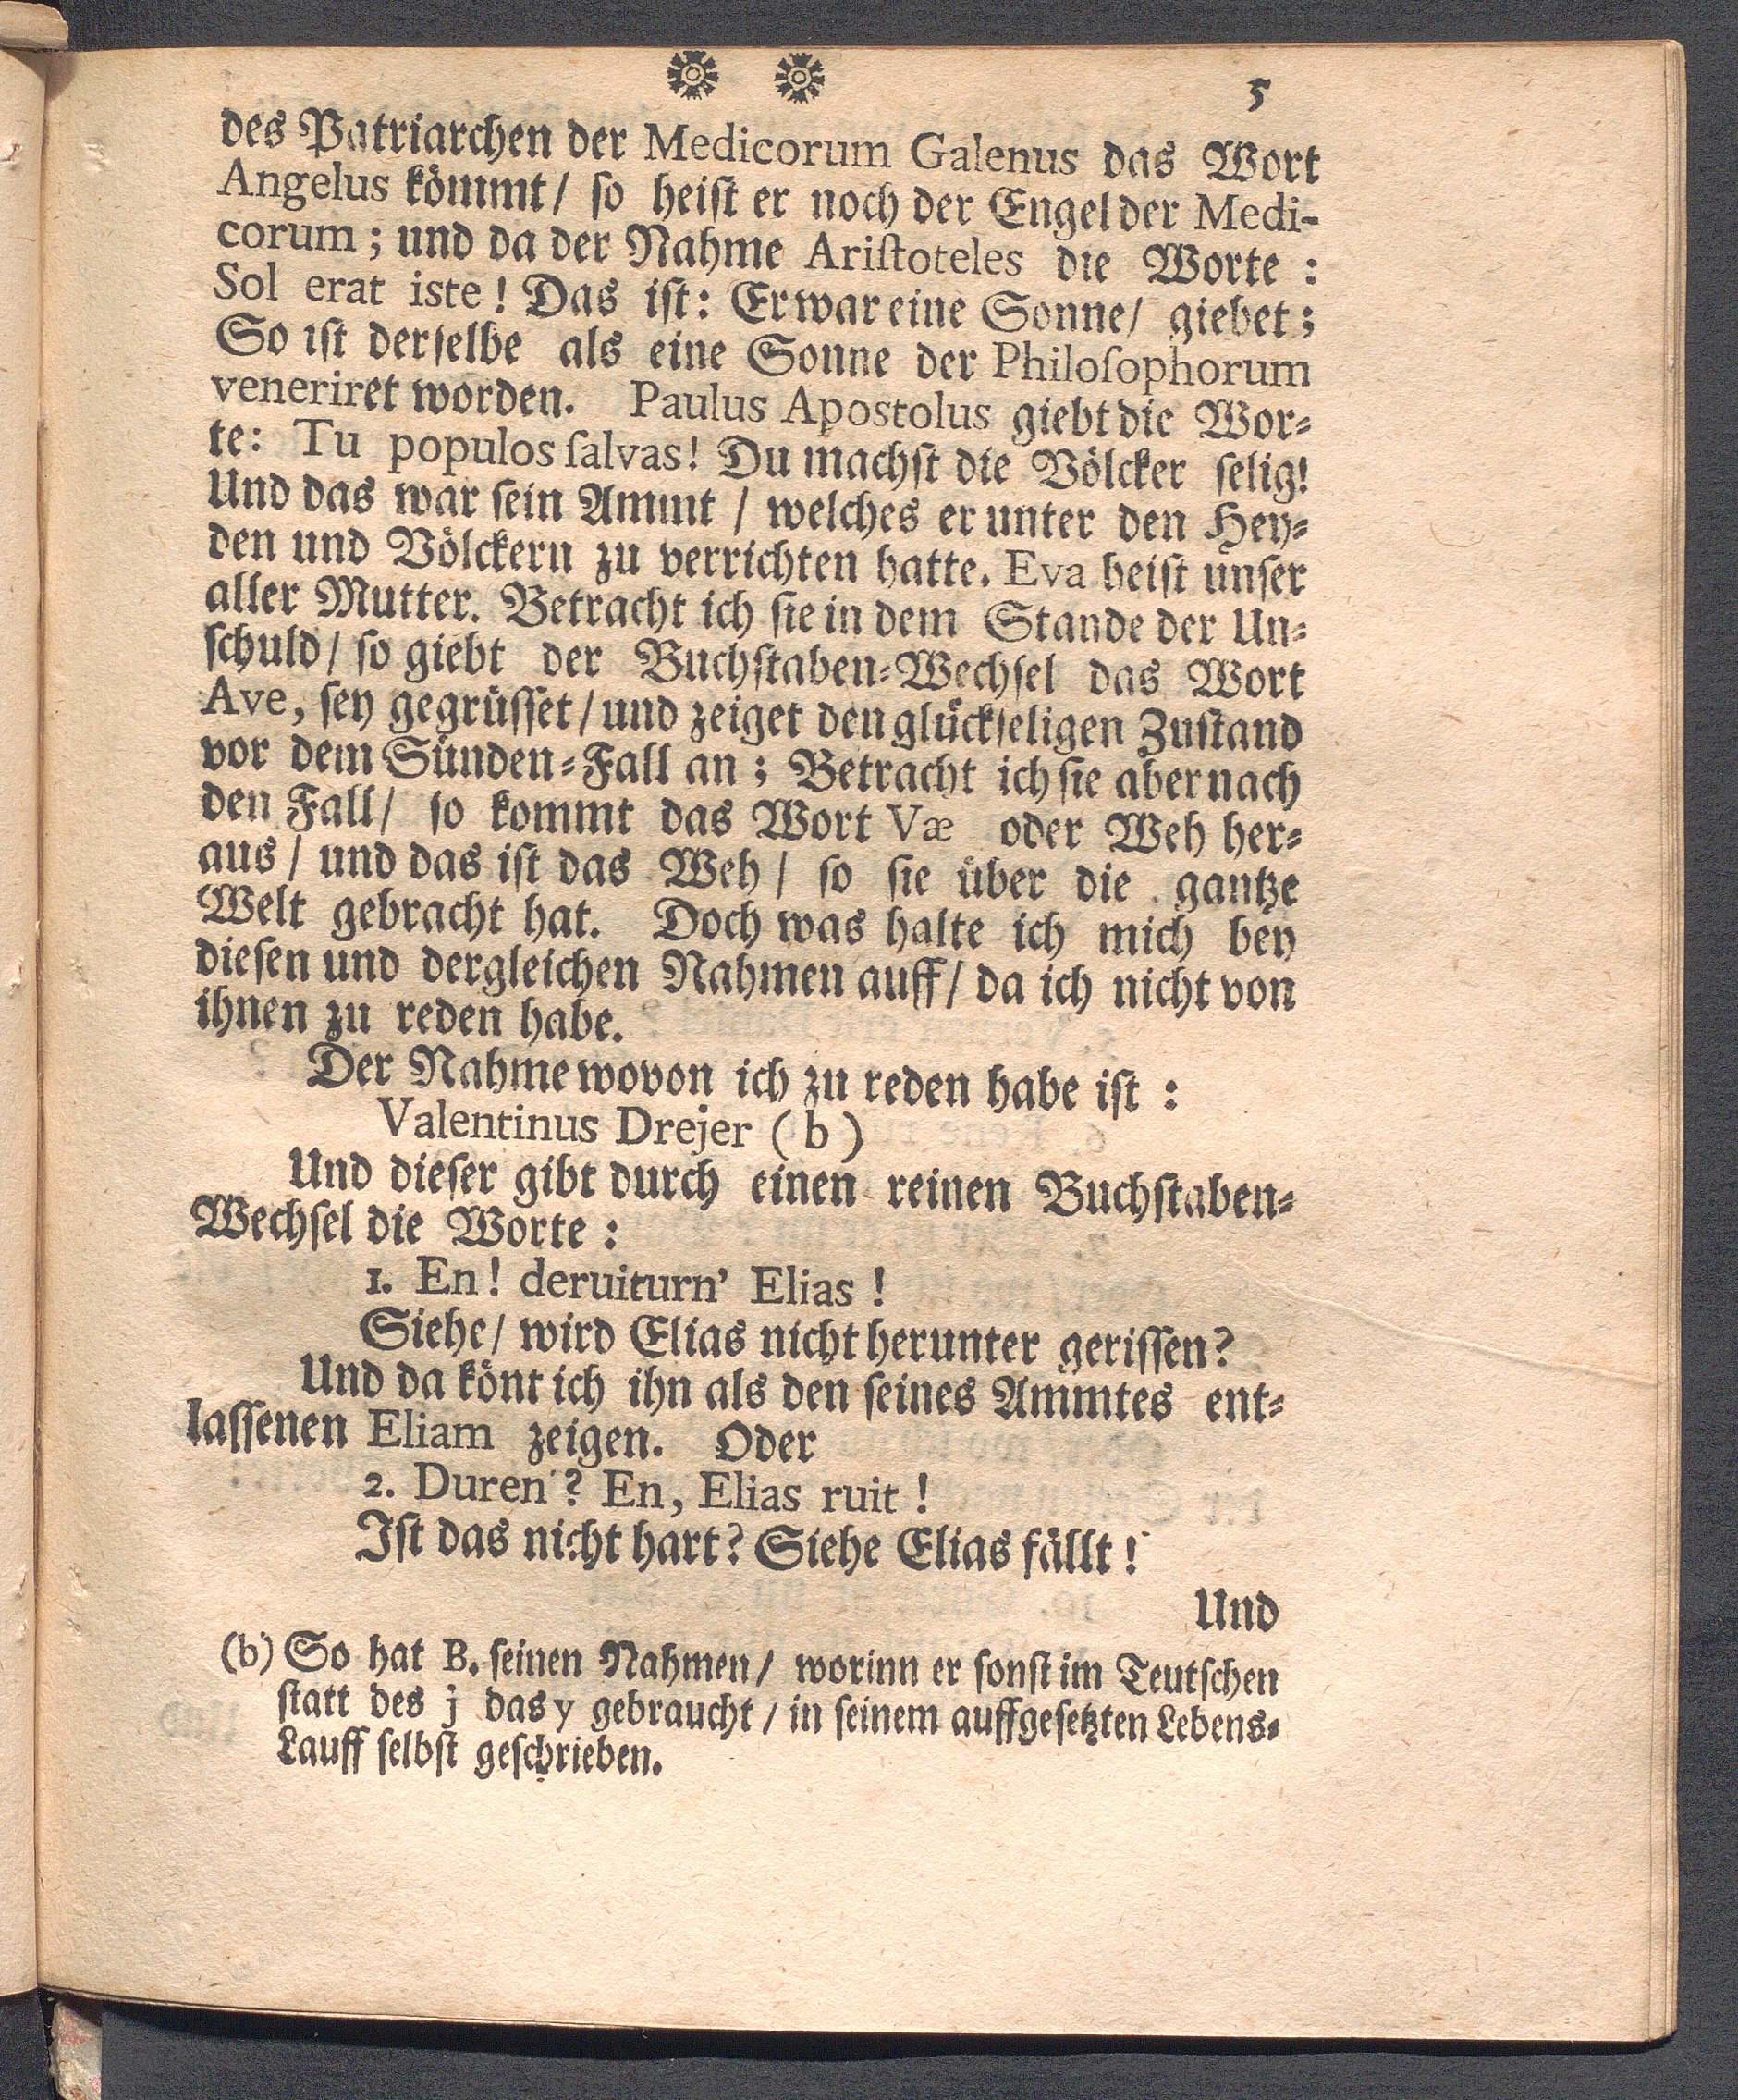 5
des Patriarchen der Medicorum Galenus das Wort
Angelus kömmt/ so heist er noch der Engel der Medi-
corum; und da der Nahme Aristoteles die Worte:
Sol erat iste! Das ist: Er war eine Sonne/ giebet;
So ist derselbe als eine Sonne der Philosophorum
veneriret worden. Paulus Apostolus giebt die Wor-
te: Tu populos salvas! Du machst die Völcker selig!
Und das war sein Ammt / welches er unter den Hey-
den und Völckern zu verrichten hatte. Eva heist unser
aller Mutter. Betracht ich sie in dem Stande der Un-
schuld/ so giebt der Buchstaben-Wechsel das Wort
Ave, sey gegrüsset/ und zeiget den glückseligen Zustand
vor dem Sünden-Fall an; Betracht ich sie aber nach
den Fall/ so kommt das Wort Væ oder Weh her-
aus/ und das ist das Weh/ so sie über die gantze
Welt gebracht hat. Doch was halte ich mich bey
diesen und dergleichen Nahmen auff/ da ich nicht von
ihnen zu reden habe.
Der Nahme wovon ich zu reden habe ist:
Valentinus Drejer (b)
Und dieser gibt durch einen reinen Buchstaben-
Wechsel die Worte:
1. En! deruiturn' Elias!
Siehe/ wird Elias nicht herunter gerissen?
Und da könt ich ihn als den seines Ammtes ent-
lassenen Eliam zeigen. Oder
2. Duren'? En, Elias ruit!
Ist das nicht hart? Siehe Elias fällt!
Und
(b) So hat B. seinen Nahmen/ worinn er sonst im Teutschen
statt des j das y gebraucht/ in seinem auffgesetzten Lebens-
Lauff selbst geschrieben.